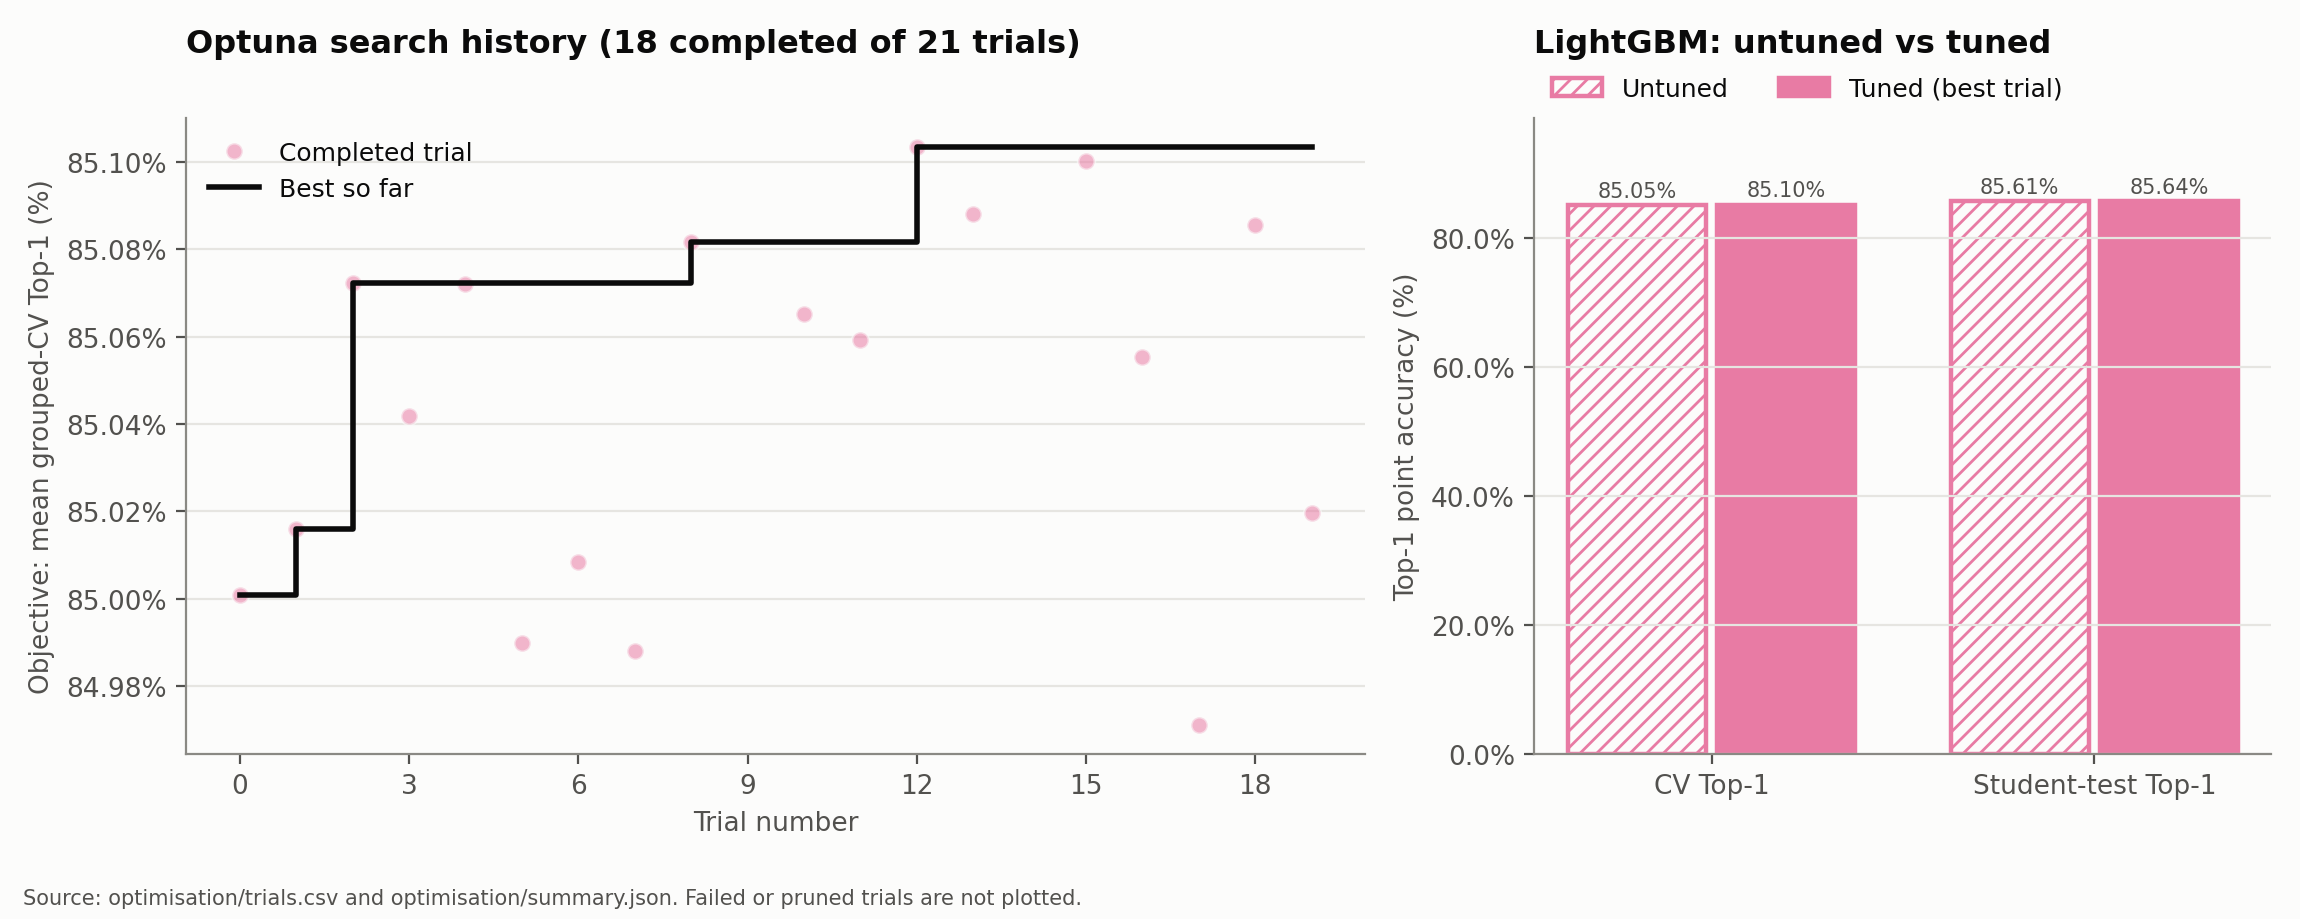 Optuna search history (18 completed of 21 trials)
Completed trial
Best so far
Objective: mean grouped-CV Top-1 (%)
85.10%
85.08%
85.06%
85.04%
85.02%
85.00%
84.98%
0 3 6 9 12 15 18
Trial number
LightGBM: untuned vs tuned
Untuned Tuned (best trial)
Top-1 point accuracy (%)
80.0%
60.0%
40.0%
20.0%
0.0%
85.05% 85.10% 85.61% 85.64%
CV Top-1 Student-test Top-1
Source: optimisation/trials.csv and optimisation/summary.json. Failed or pruned trials are not plotted.